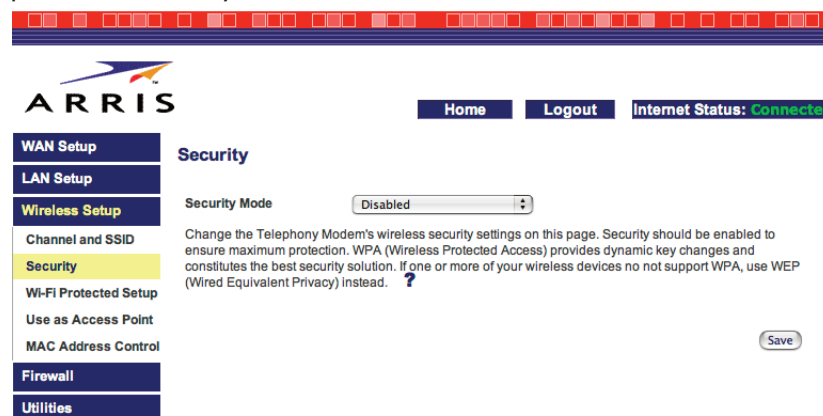 ARRIS
Home Logout Internet Status: Connecte
WAN Setup
LAN Setup
Wireless Setup
Channel and SSID
Security
Wi-Fi Protected Setup
Use as Access Point
MAC Address Control
Firewall
Utilities
Security
Security Mode Disabled
Change the Telephony Modem's wireless security settings on this page. Security should be enabled to
ensure maximum protection. WPA (Wireless Protected Access) provides dynamic key changes and
constitutes the best security solution. If one or more of your wireless devices no not support WPA, use WEP
(Wired Equivalent Privacy) instead. ?
Save